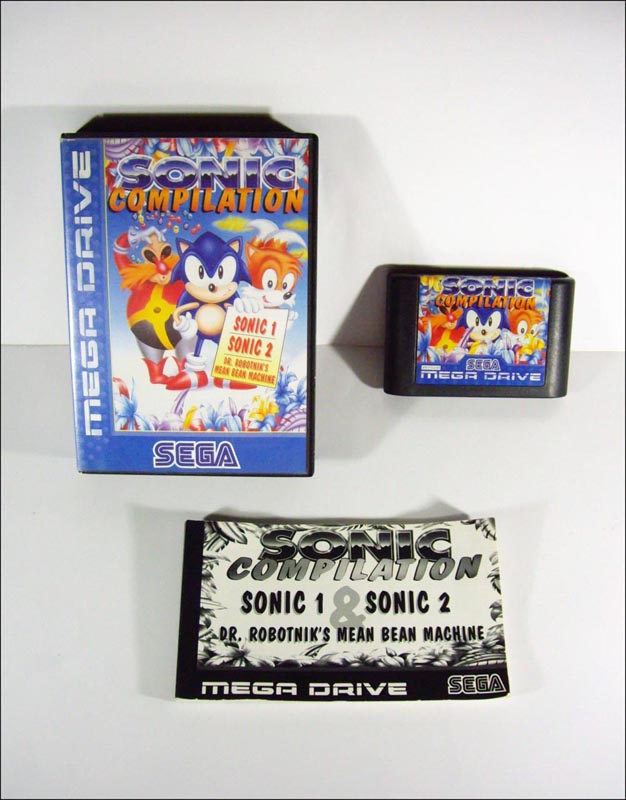 MEGA DRIVE
SONIC
COMPILATION
SONIC 1
SONIC 2
DR. ROBOTNIK'S
MEAN BEAN MACHINE
SEGA
SONIC
COMPILATION
SEGA
MEGA DRIVE
SONIC
COMPILATION
SONIC 1 & SONIC 2
DR. ROBOTNIK'S MEAN BEAN MACHINE
MEGA DRIVE
SEGA